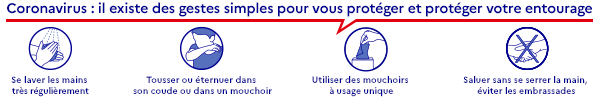 Coronavirus : il existe des gestes simples pour vous protéger et protéger votre entourage
Se laver les mains
très régulièrement
Tousser ou éternuer dans
son coude ou dans un mouchoir
Utiliser des mouchoirs
à usage unique
Saluer sans se serrer la main,
éviter les embrassades